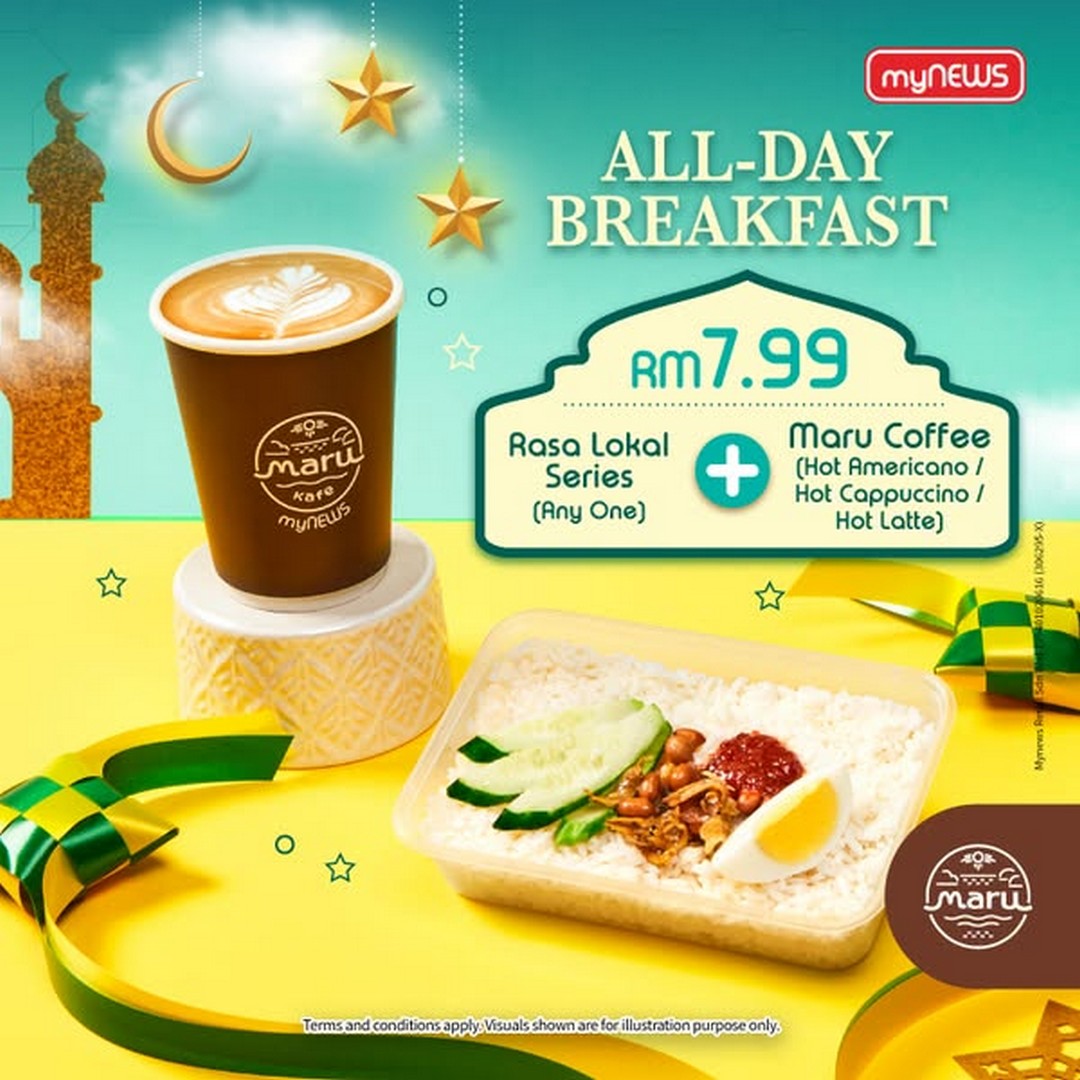 myNEWS
ALL-DAY
BREAKFAST
RM7.99
Rasa Lokal
Series
(Any One)
+
Maru Coffee
(Hot Americano /
Hot Cappuccino /
Hot Latte)
maru
kafe
myNEWS
maru
Terms and conditions apply. Visuals shown are for illustration purpose only.